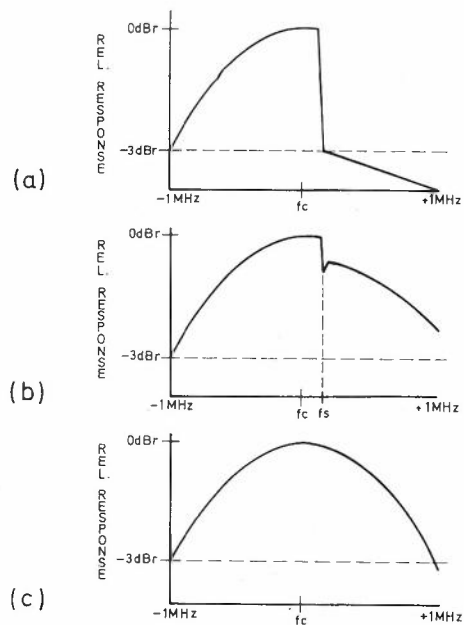 (a)
REL. RESPONSE
0dBr
-3dBr
-1MHz
fc
+1MHz
(b)
REL. RESPONSE
0dBr
-3dBr
-1MHz
fc
fs
+1MHz
(c)
REL. RESPONSE
0dBr
-3dBr
-1MHz
fc
+1MHz